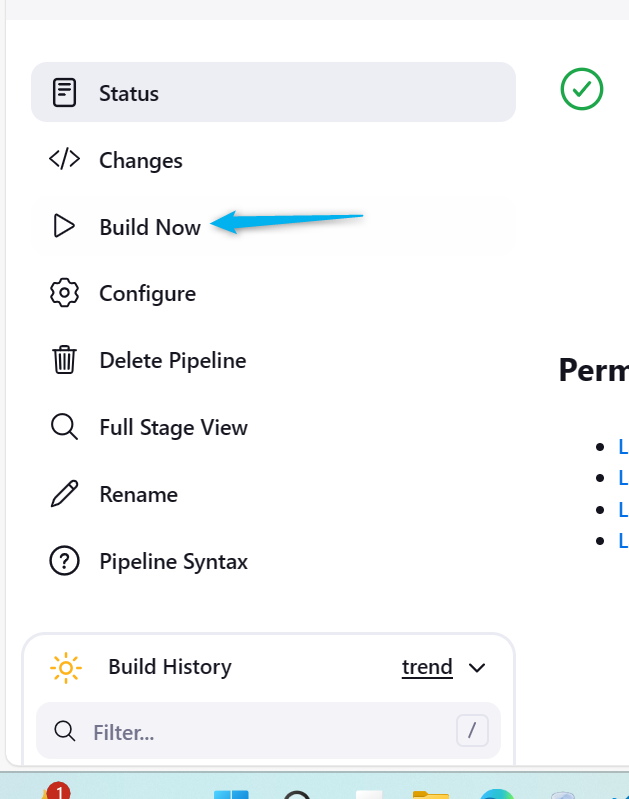 Status
Changes
Build Now
Configure
Delete Pipeline
Full Stage View
Rename
Pipeline Syntax
Build History
trend
Filter...
/
Perm
L
L
L
L
1